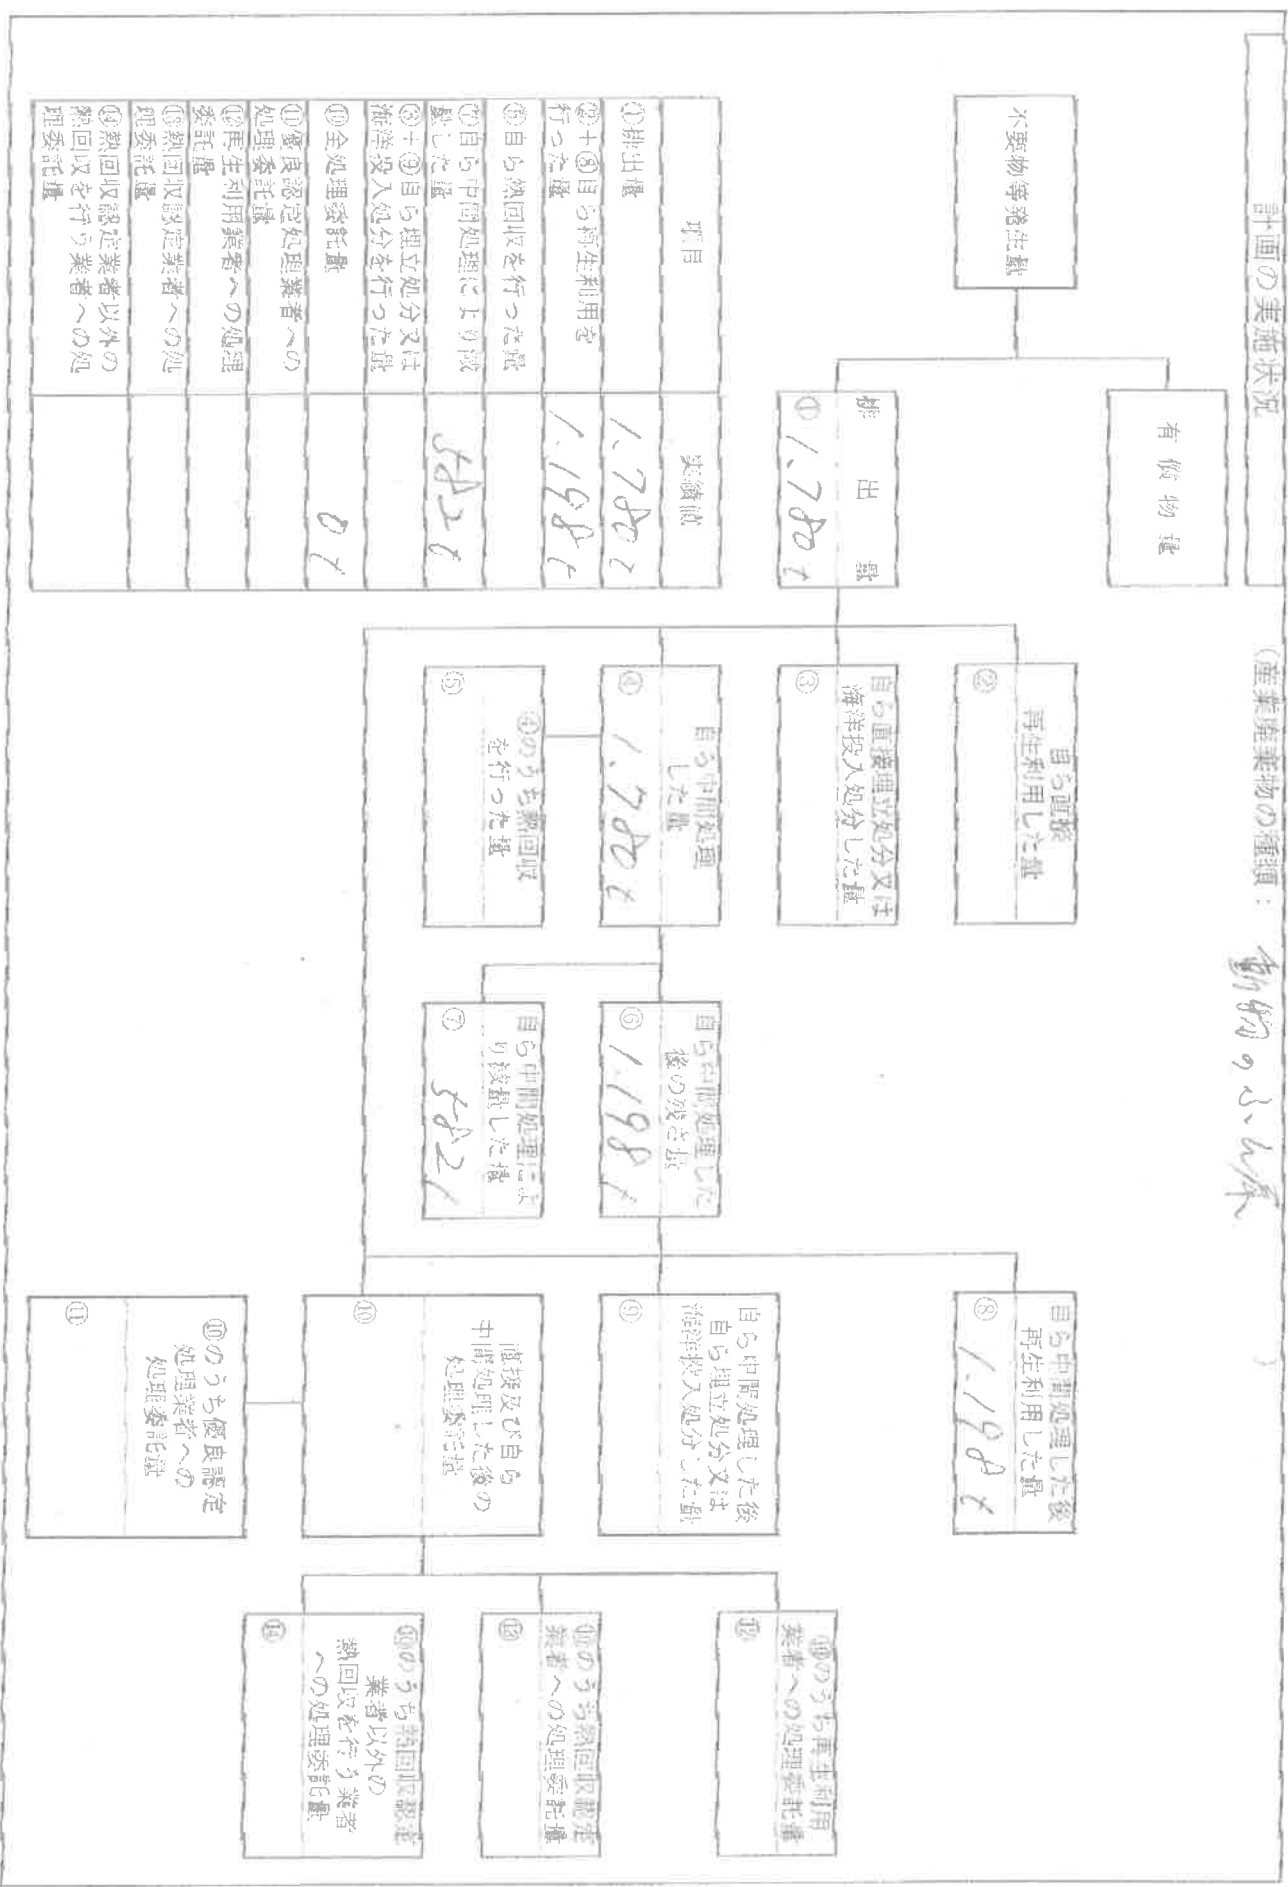 計画の実施状況
(産業廃棄物の種類： 動物のふん尿 )
不要物等発生量
有償物量
排出量
① 1.780 t
自ら直接
再生利用した量
②
自ら直接埋立処分又は
海洋投入処分した量
③
自ら中間処理
した量
④ 1.780 t
④のうち熱回収
を行った量
⑤
自ら中間処理した
後の残さ量
⑥ 1.198 t
自ら中間処理によ
り減量した量
⑦ 582 t
自ら中間処理した後
再生利用した量
⑧ 1.198 t
自ら中間処理した後
自ら埋立処分又は
海洋投入処分した量
⑨
直接及び自ら
中間処理した後の
処理委託量
⑩
⑩のうち優良認定
処理業者への
処理委託量
⑪
⑩のうち再生利用
業者への処理委託量
⑫
⑩のうち熱回収認定
業者への処理委託量
⑬
⑩のうち熱回収認定
業者以外の
熱回収を行う業者
への処理委託量
⑭
項目 実績値
①排出量 1.780 t
②＋⑧自ら再生利用を
行った量 1.198 t
⑤自ら熱回収を行った量
⑦自ら中間処理により減
量した量 582 t
③＋⑨自ら埋立処分又は
海洋投入処分を行った量
⑩全処理委託量 0 t
⑪優良認定処理業者への
処理委託量
⑫再生利用業者への処理
委託量
⑬熱回収認定業者への処
理委託量
⑭熱回収認定業者以外の
熱回収を行う業者への処
理委託量